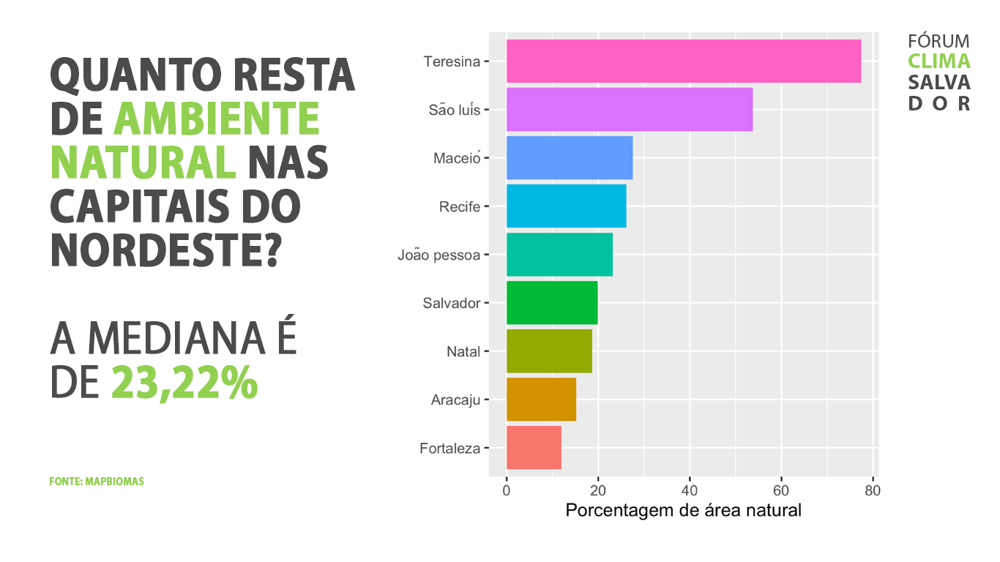 QUANTO RESTA
DE AMBIENTE
NATURAL NAS
CAPITAIS DO
NORDESTE?
A MEDIANA É
DE 23,22%
FONTE: MAPBIOMAS
Teresina
São luís
Maceió
Recife
João pessoa
Salvador
Natal
Aracaju
Fortaleza
0 20 40 60 80
Porcentagem de área natural
FÓRUM
CLIMA
SALVA
DOR